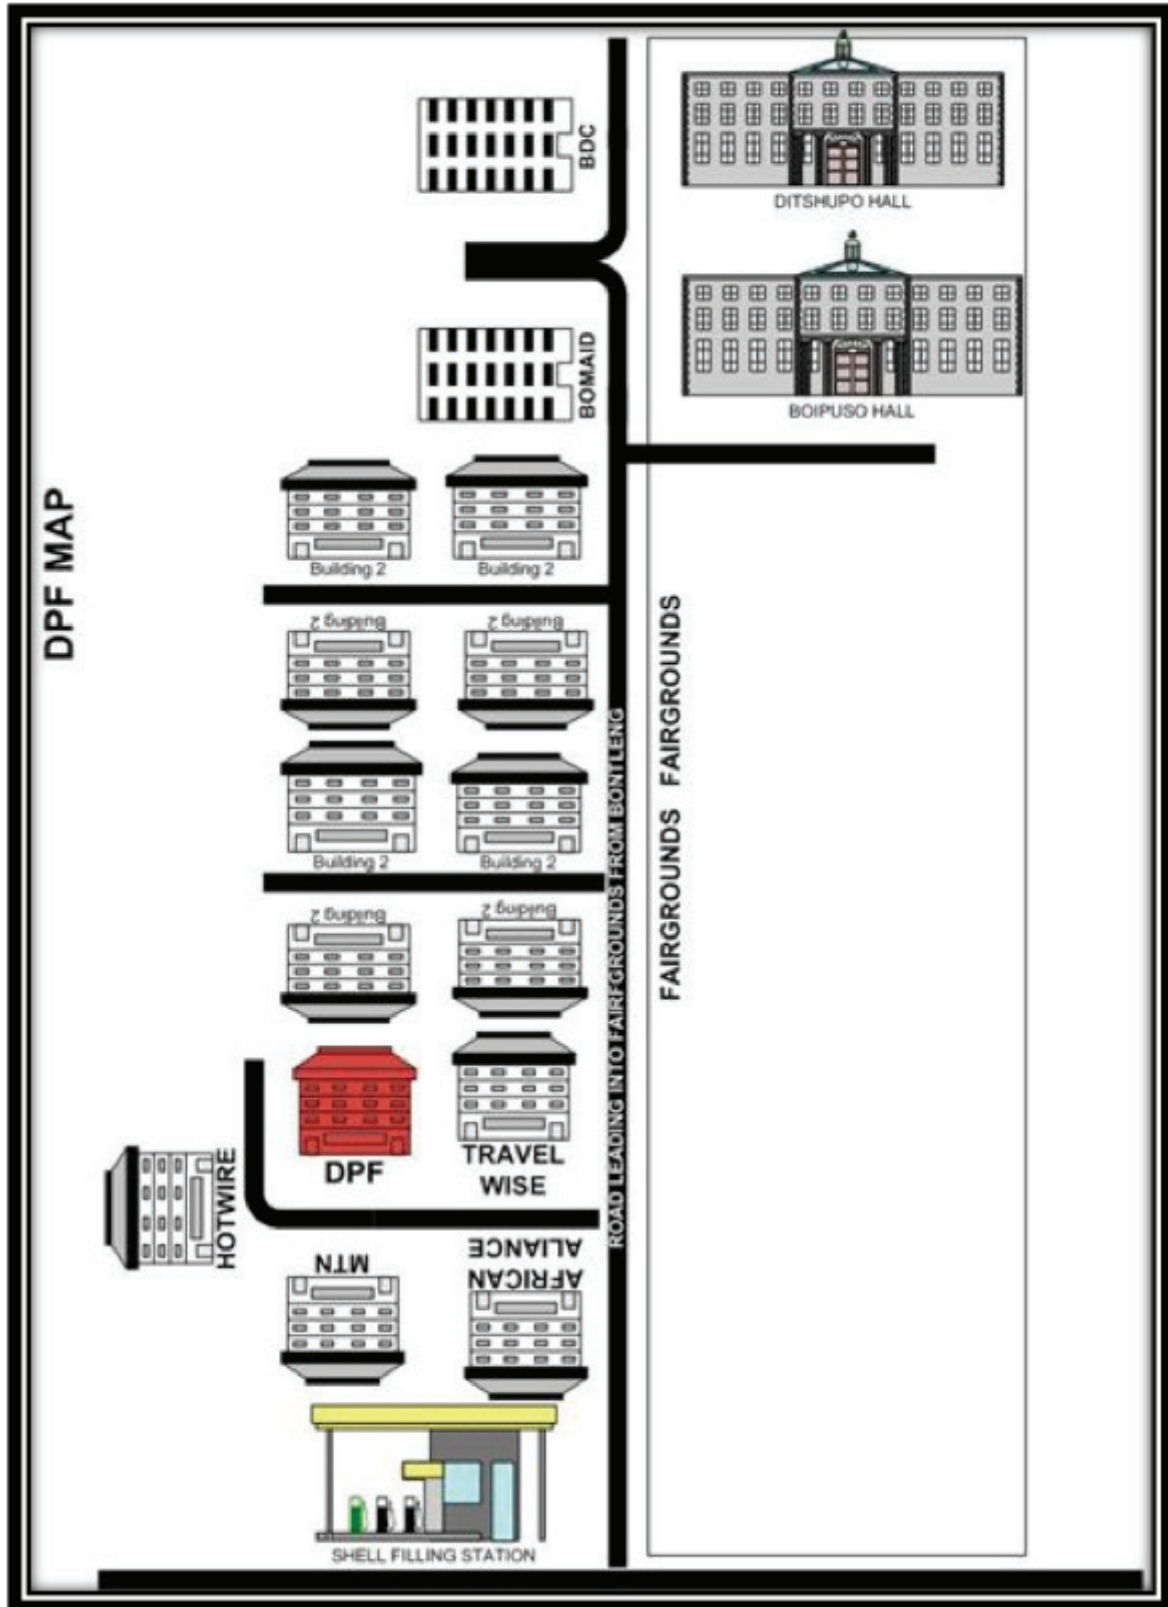 DPF MAP
BDC
DITSHUPO HALL
BOMAID
BOIPUSO HALL
Building 2
Building 2
Building 2
Building 2
Building 2
Building 2
Building 2
Building 2
ROAD LEADING INTO FAIRFGROUNDS FROM BONTLENG
FAIRGROUNDS FAIRGROUNDS
DPF
TRAVEL
WISE
HOTWIRE
MTN
AFRICAN
ALIANCE
SHELL FILLING STATION